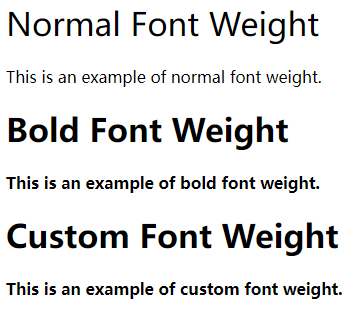 Normal Font Weight
This is an example of normal font weight.
Bold Font Weight
This is an example of bold font weight.
Custom Font Weight
This is an example of custom font weight.